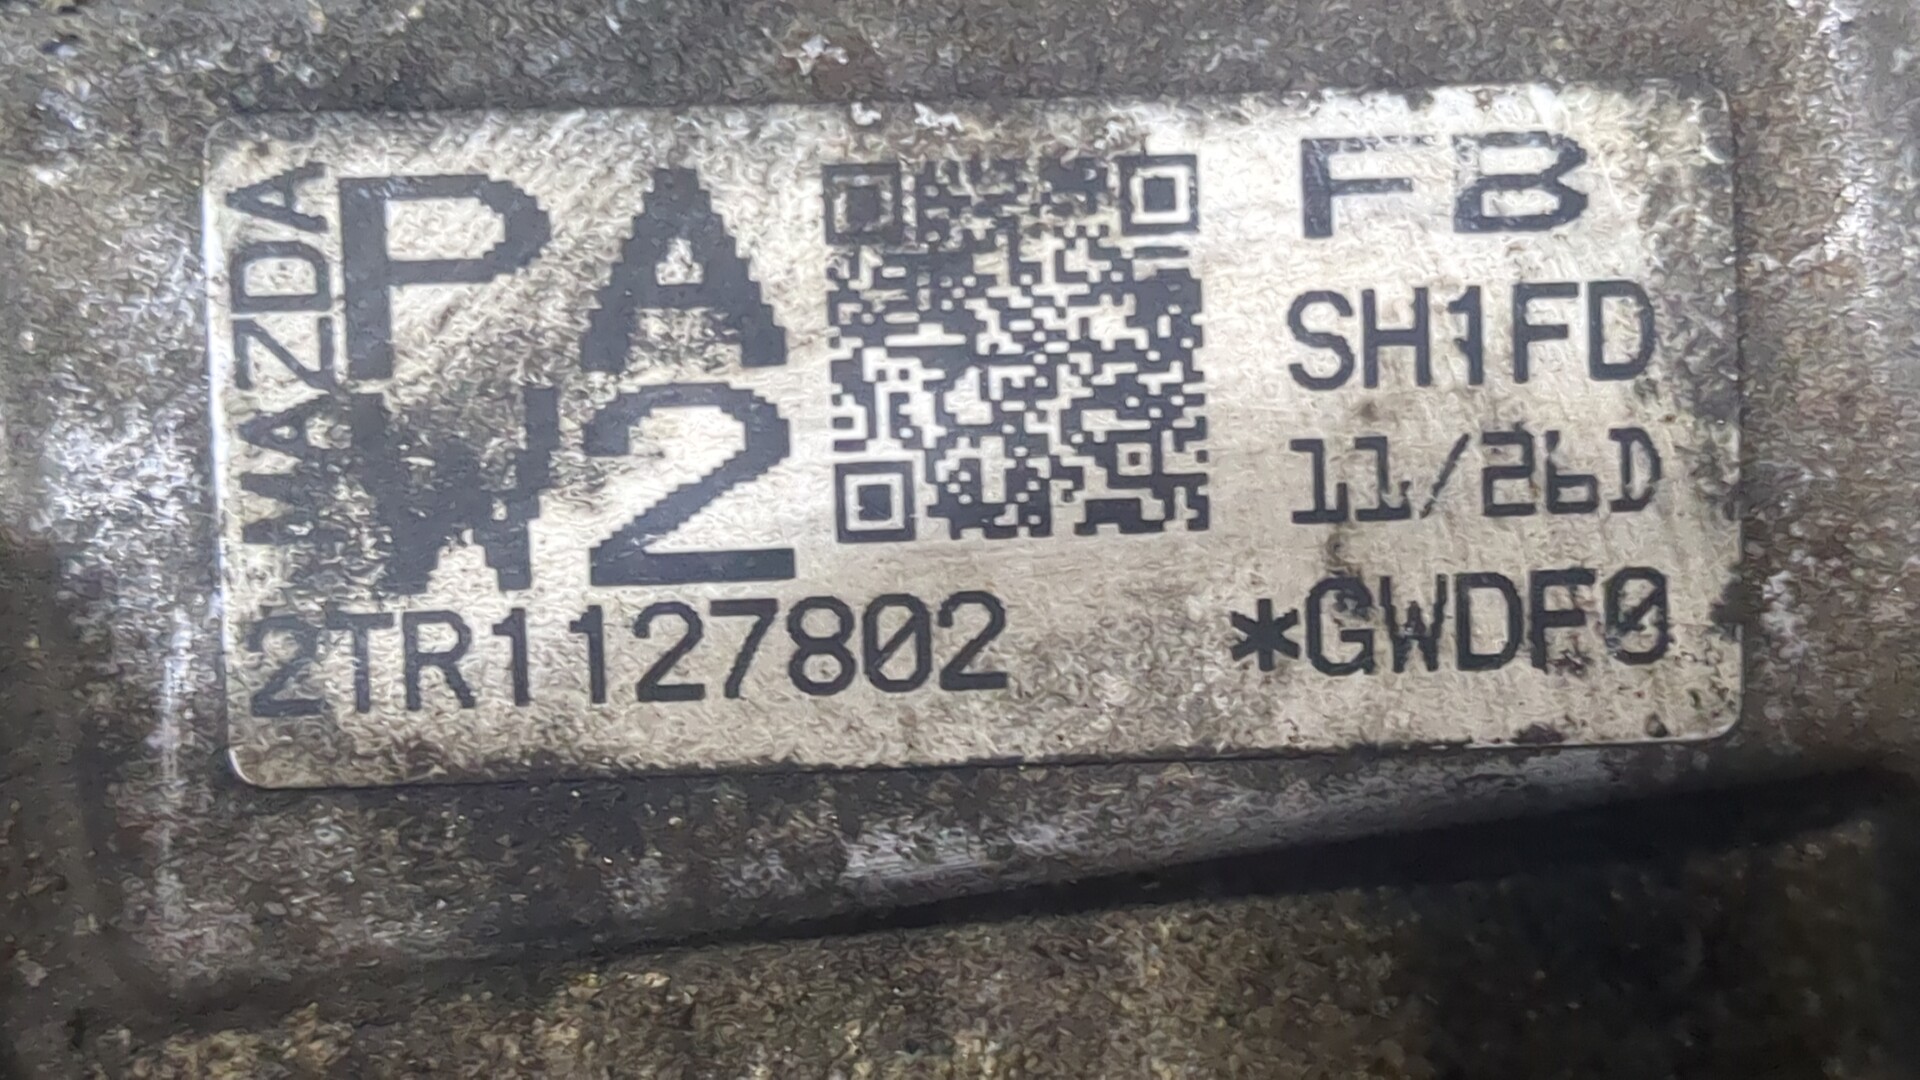 MAZDA
PA
W2
2TR1127802
FB
SH1FD
11/26D
*GWDF0